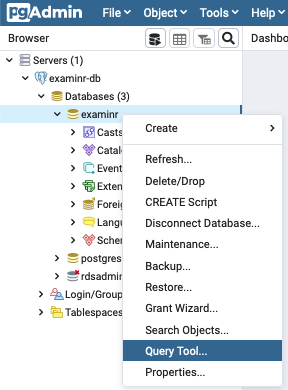 pgAdmin File Object Tools Help
Browser Dashbo
Servers (1)
examinr-db
Databases (3)
examinr
Casts
Catal
Event
Exten
Foreig
Langu
Schem
postgres
rdsadmin
Login/Group
Tablespaces
Create
Refresh...
Delete/Drop
CREATE Script
Disconnect Database...
Maintenance...
Backup...
Restore...
Grant Wizard...
Search Objects...
Query Tool...
Properties...